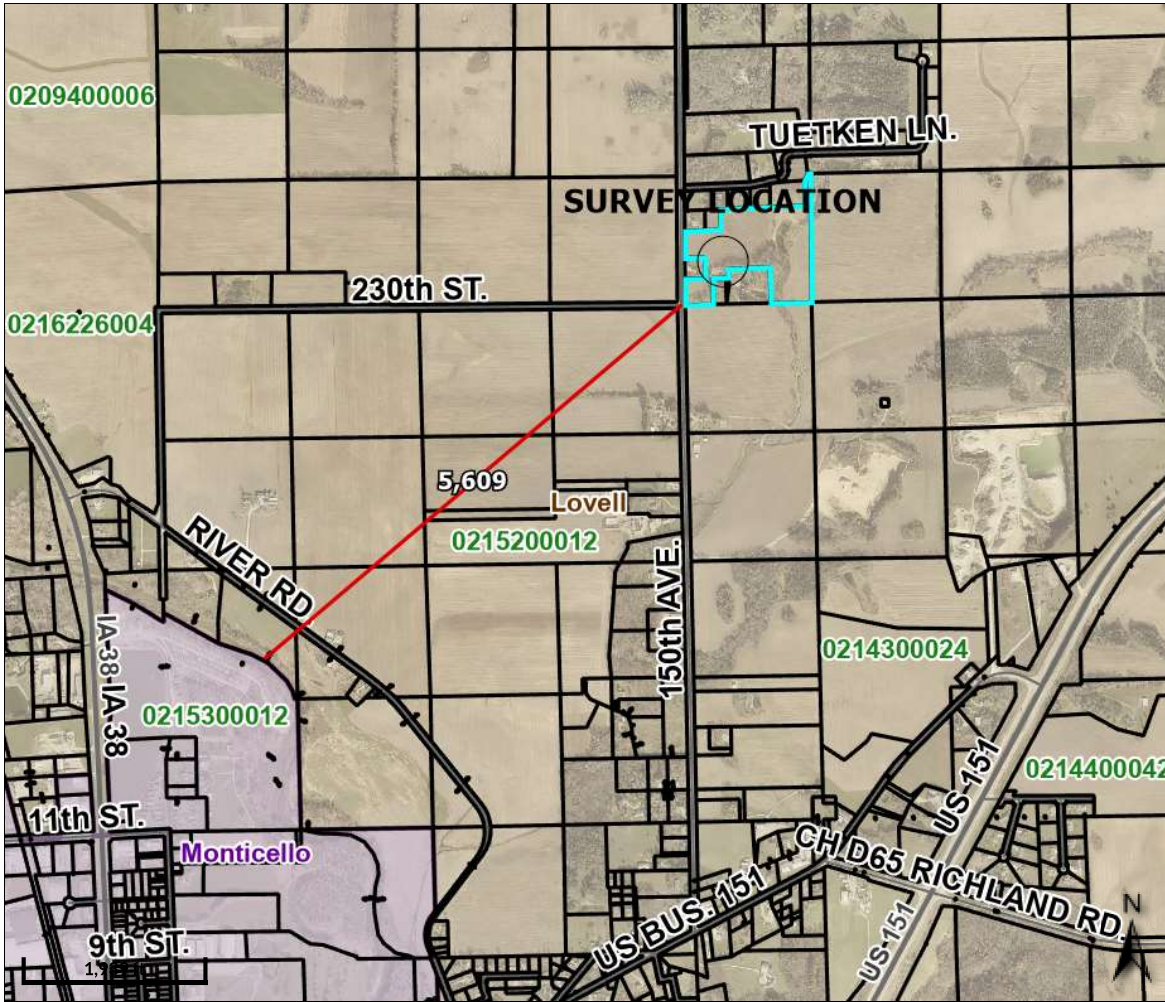 0209400006
TUETKEN LN.
SURVEY LOCATION
230th ST.
0216226004
5,609
Lovell
0215200012
RIVER RD
150th AVE.
IA-38
IA 38
0214300024
0215300012
US 151
0214400042
11th ST.
Monticello
CH D65 RICHLAND RD.
US BUS. 151
US 151
9th ST.
N